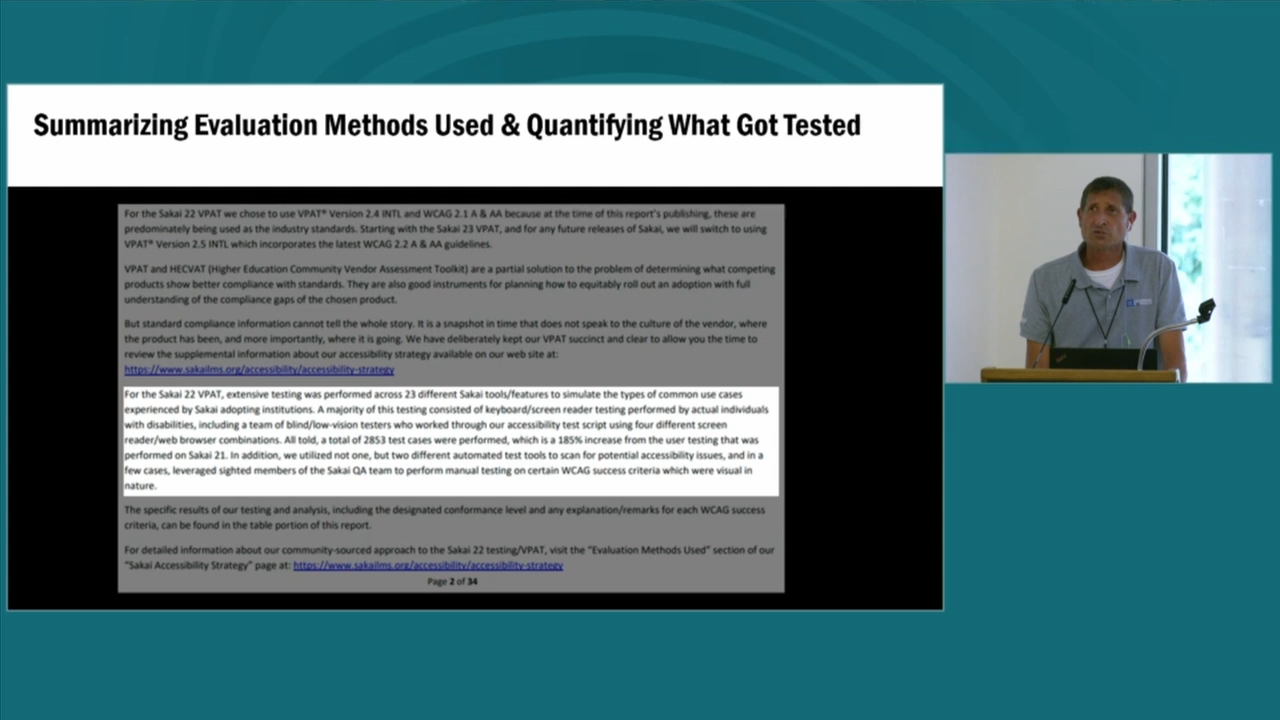 Summarizing Evaluation Methods Used & Quantifying What Got Tested
For the Sakai 22 VPAT we chose to use VPAT® Version 2.4 INTL and WCAG 2.1 A & AA because at the time of this report's publishing, these are
predominately being used as the industry standards. Starting with the Sakai 23 VPAT, and for any future releases of Sakai, we will switch to using
VPAT® Version 2.5 INTL which incorporates the latest WCAG 2.2 A & AA guidelines.
VPAT and HECVAT (Higher Education Community Vendor Assessment Toolkit) are a partial solution to the problem of determining what competing
products show better compliance with standards. They are also good instruments for planning how to equitably roll out an adoption with full
understanding of the compliance gaps of the chosen product.
But standard compliance information cannot tell the whole story. It is a snapshot in time that does not speak to the culture of the vendor, where
the product has been, and more importantly, where it is going. We have deliberately kept our VPAT succinct and clear to allow you the time to
review the supplemental information about our accessibility strategy available on our web site at:
https://www.sakailms.org/accessibility/accessibility-strategy
For the Sakai 22 VPAT, extensive testing was performed across 23 different Sakai tools/features to simulate the types of common use cases
experienced by Sakai adopting institutions. A majority of this testing consisted of keyboard/screen reader testing performed by actual individuals
with disabilities, including a team of blind/low-vision testers who worked through our accessibility test script using four different screen
reader/web browser combinations. All told, a total of 2853 test cases were performed, which is a 185% increase from the user testing that was
performed on Sakai 21. In addition, we utilized not one, but two different automated test tools to scan for potential accessibility issues, and in a
few cases, leveraged sighted members of the Sakai QA team to perform manual testing on certain WCAG success criteria which were visual in
nature.
The specific results of our testing and analysis, including the designated conformance level and any explanation/remarks for each WCAG success
criteria, can be found in the table portion of this report.
For detailed information about our community-sourced approach to the Sakai 22 testing/VPAT, visit the "Evaluation Methods Used" section of our
"Sakai Accessibility Strategy" page at: https://www.sakailms.org/accessibility/accessibility-strategy
Page 2 of 34